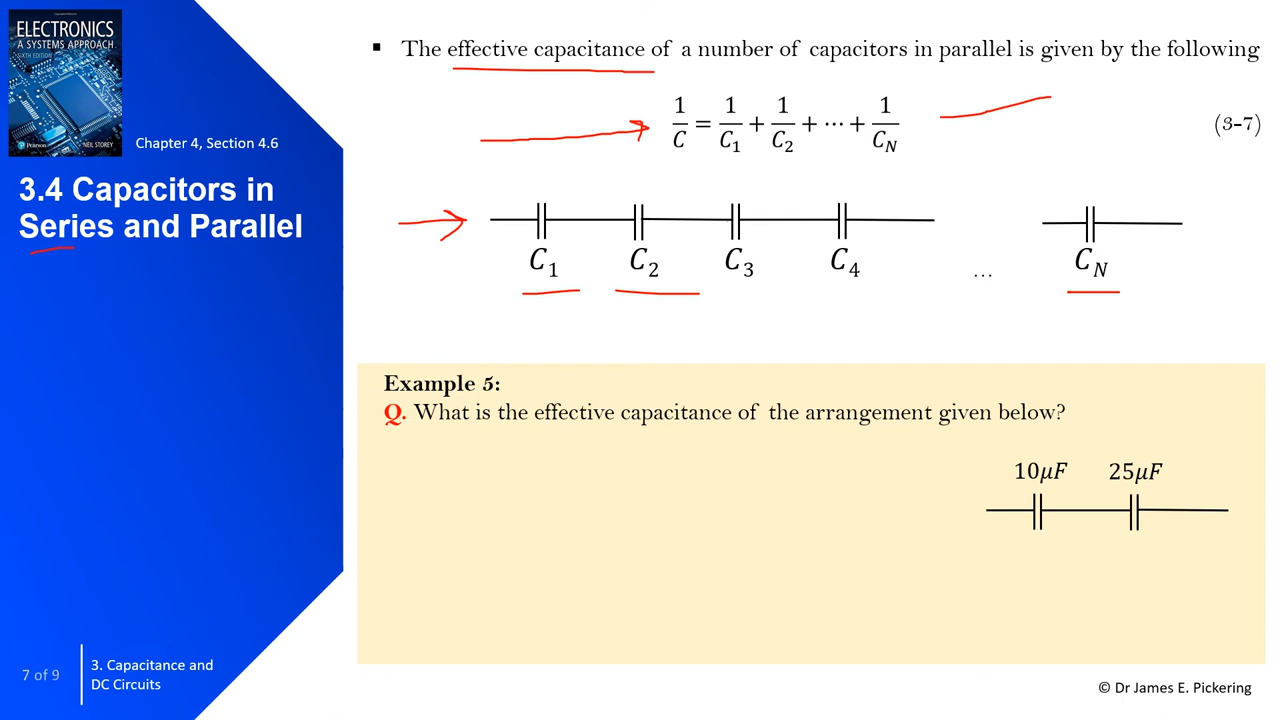 ELECTRONICS
A SYSTEMS APPROACH
SIXTH EDITION
Pearson
NEIL STOREY
Chapter 4, Section 4.6
3.4 Capacitors in
Series and Parallel
▪ The effective capacitance of a number of capacitors in parallel is given by the following
1/C = 1/C₁ + 1/C₂ + ⋯ + 1/C_N
(3-7)
C₁ C₂ C₃ C₄ … C_N
Example 5:
Q. What is the effective capacitance of the arrangement given below?
10μF 25μF
7 of 9
3. Capacitance and
DC Circuits
© Dr James E. Pickering